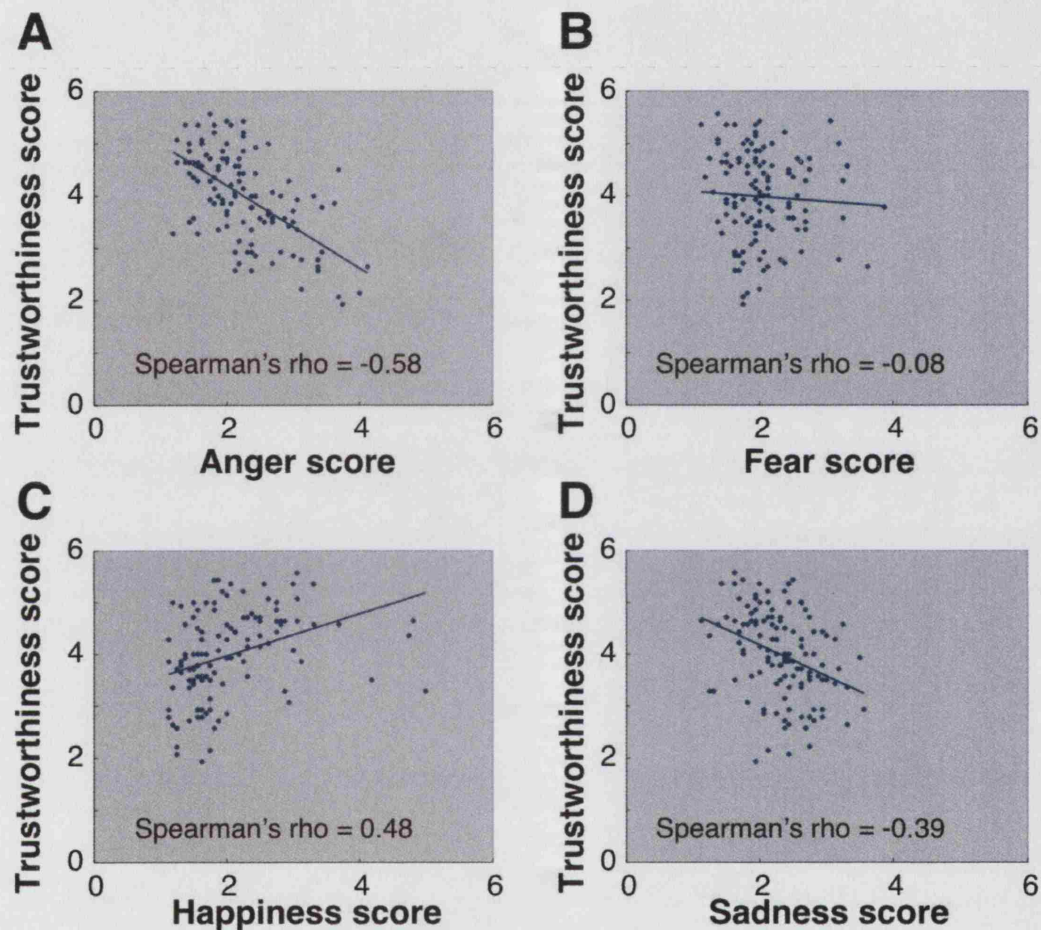 A
Trustworthiness score
6
4
2
0
Spearman's rho = -0.58
0 2 4 6
Anger score
B
Trustworthiness score
6
4
2
0
Spearman's rho = -0.08
0 2 4 6
Fear score
C
Trustworthiness score
6
4
2
0
Spearman's rho = 0.48
0 2 4 6
Happiness score
D
Trustworthiness score
6
4
2
0
Spearman's rho = -0.39
0 2 4 6
Sadness score